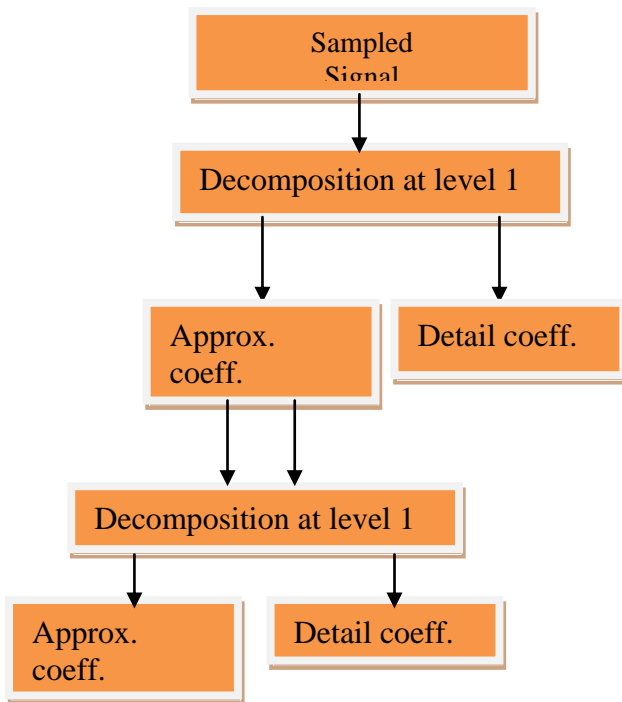 Sampled
Signal
Decomposition at level 1
Approx.
coeff.
Detail coeff.
Decomposition at level 1
Approx.
coeff.
Detail coeff.